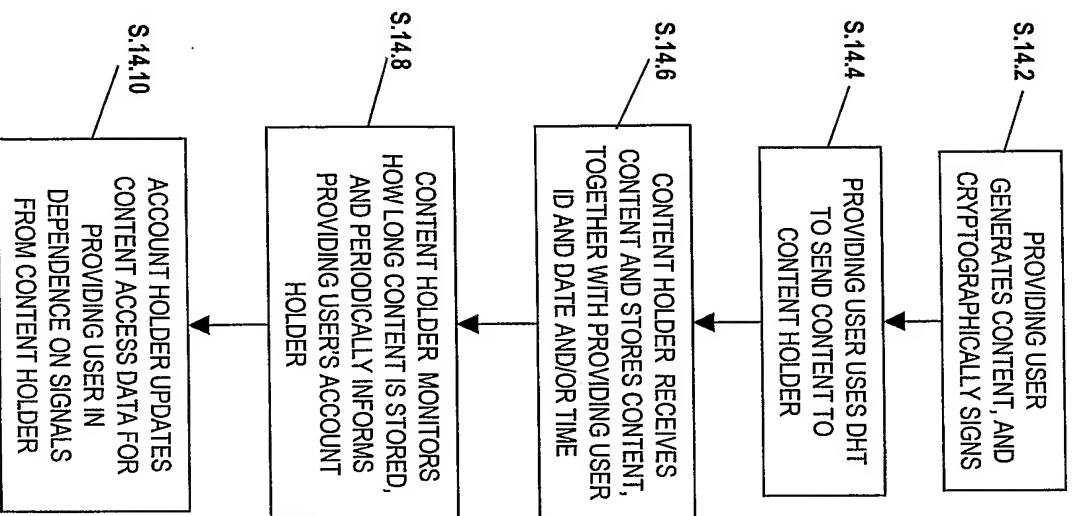 S.14.2
PROVIDING USER
GENERATES CONTENT, AND
CRYPTOGRAPHICALLY SIGNS
S.14.4
PROVIDING USER USES DHT
TO SEND CONTENT TO
CONTENT HOLDER
S.14.6
CONTENT HOLDER RECEIVES
CONTENT AND STORES CONTENT,
TOGETHER WITH PROVIDING USER
ID AND DATE AND/OR TIME
S.14.8
CONTENT HOLDER MONITORS
HOW LONG CONTENT IS STORED,
AND PERIODICALLY INFORMS
PROVIDING USER'S ACCOUNT
HOLDER
S.14.10
ACCOUNT HOLDER UPDATES
CONTENT ACCESS DATA FOR
PROVIDING USER IN
DEPENDENCE ON SIGNALS
FROM CONTENT HOLDER